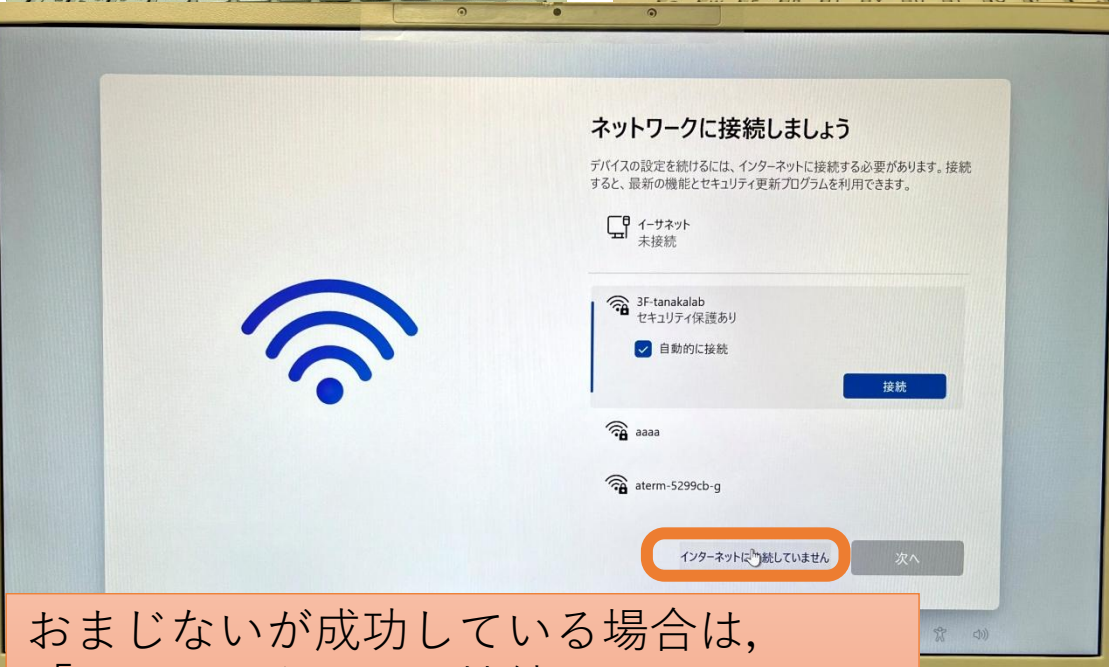 ネットワークに接続しましょう
デバイスの設定を続けるには、インターネットに接続する必要があります。接続
すると、最新の機能とセキュリティ更新プログラムを利用できます。
イーサネット
未接続
3F-tanakalab
セキュリティ保護あり
自動的に接続
接続
aaaa
aterm-5299cb-g
インターネットに接続していません
次へ
おまじないが成功している場合は,